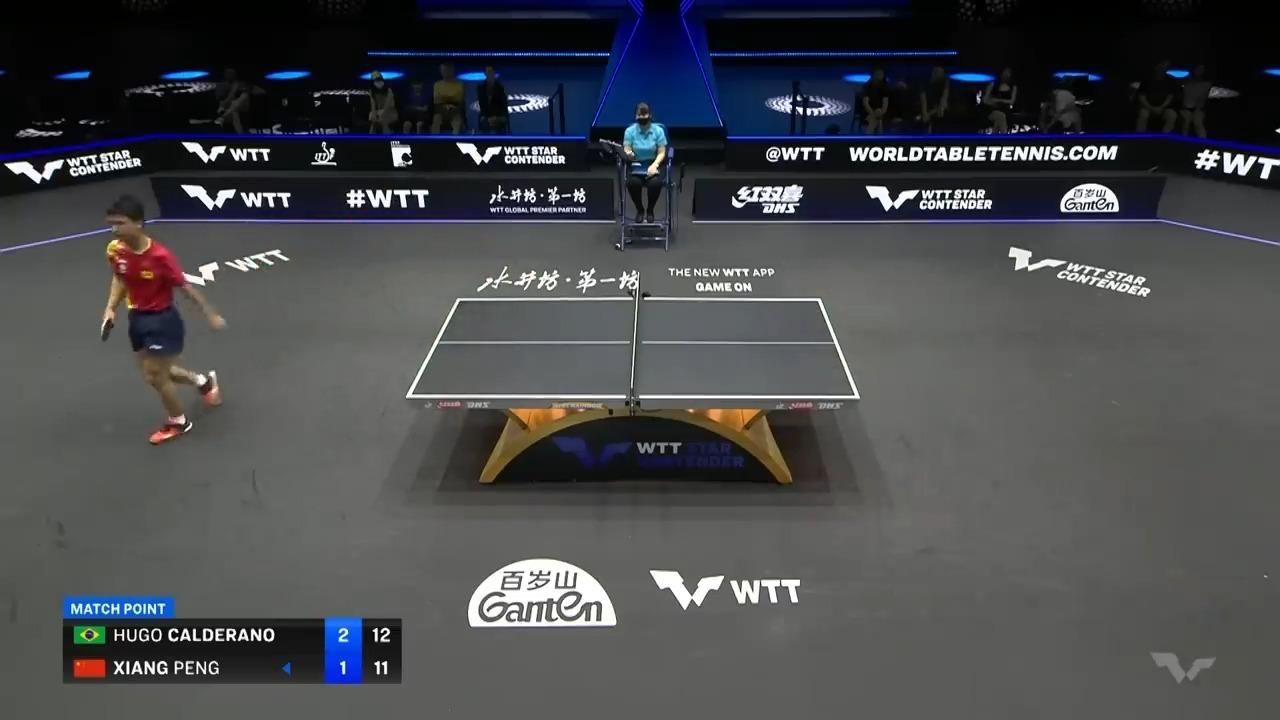 WTT STAR CONTENDER
WTT
WTT STAR CONTENDER
@WTT
WORLDTABLETENNIS.COM
#WTT
WTT
#WTT
水井坊·第一坊
WTT GLOBAL PREMIER PARTNER
红双喜
DHS
WTT STAR CONTENDER
百岁山
Ganten
WTT
水井坊·第一坊
THE NEW WTT APP
GAME ON
WTT STAR CONTENDER
DHS
DHS
WTT STAR CONTENDER
百岁山
Ganten
WTT
MATCH POINT
HUGO CALDERANO 2 12
XIANG PENG 1 11